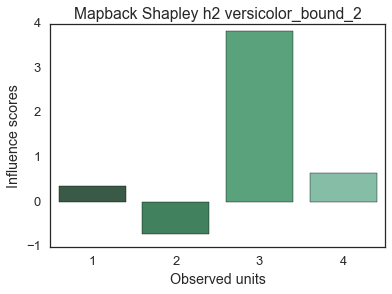 Mapback Shapley h2 versicolor_bound_2
4
3
2
1
0
−1
Influence scores
1 2 3 4
Observed units